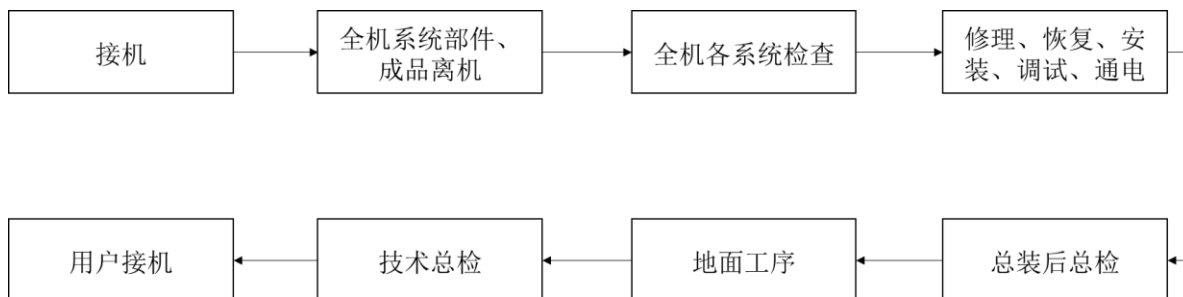 接机
全机系统部件、
成品离机
全机各系统检查
修理、恢复、安
装、调试、通电
总装后总检
地面工序
技术总检
用户接机